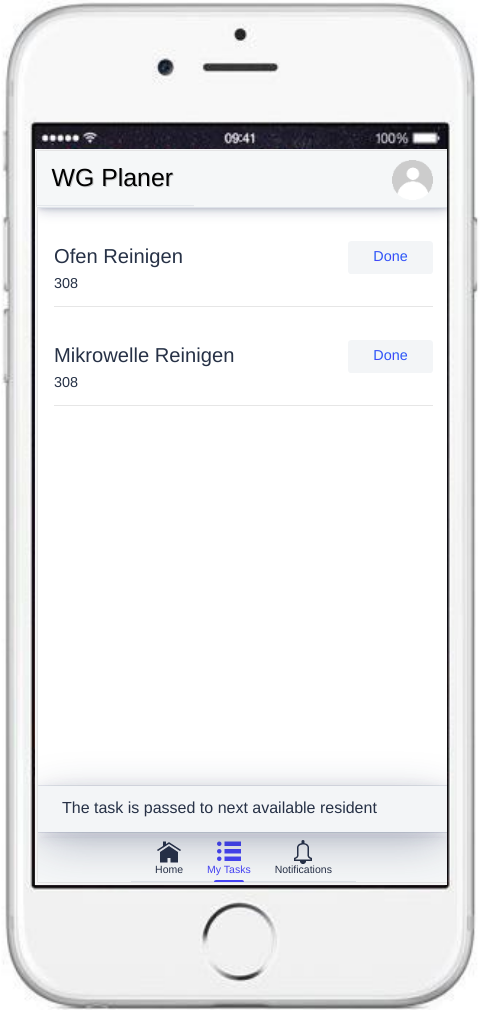 09:41 100%
WG Planer
Ofen Reinigen Done
308
Mikrowelle Reinigen Done
308
The task is passed to next available resident
Home My Tasks Notifications